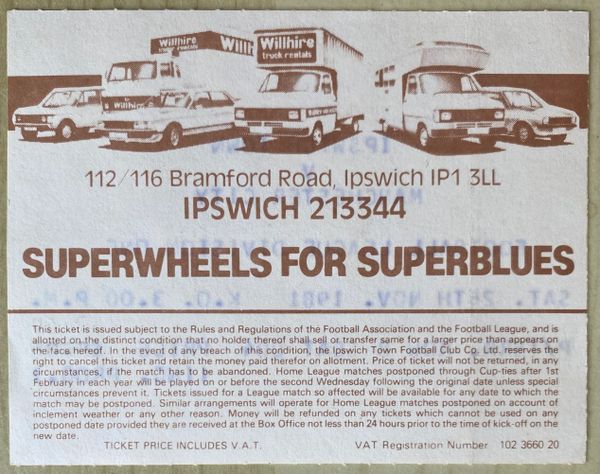 Willhire
Willhi
Willhire
truck rentals
Willhire
112/116 Bramford Road, Ipswich IP1 3LL
IPSWICH 213344
SUPERWHEELS FOR SUPERBLUES
This ticket is issued subject to the Rules and Regulations of the Football Association and the Football League, and is
allotted on the distinct condition that no holder thereof shall sell or transfer same for a larger price than appears on
the face hereof. In the event of any breach of this condition, the Ipswich Town Football Club Co. Ltd. reserves the
right to cancel this ticket and retain the money paid therefor on allotment. Price of ticket will not be returned, in any
circumstances, if the match has to be abandoned. Home League matches postponed through Cup-ties after 1st
February in each year will be played on or before the second Wednesday following the original date unless special
circumstances prevent it. Tickets issued for a League match so affected will be available for any date to which the
match may be postponed. Similar arrangements will operate for Home League matches postponed on account of
inclement weather or any other reason. Money will be refunded on any tickets which cannot be used on any
postponed date provided they are received at the Box Office not less than 24 hours prior to the time of kick-off on the
new date.
TICKET PRICE INCLUDES V.A.T. VAT Registration Number 102 3660 20